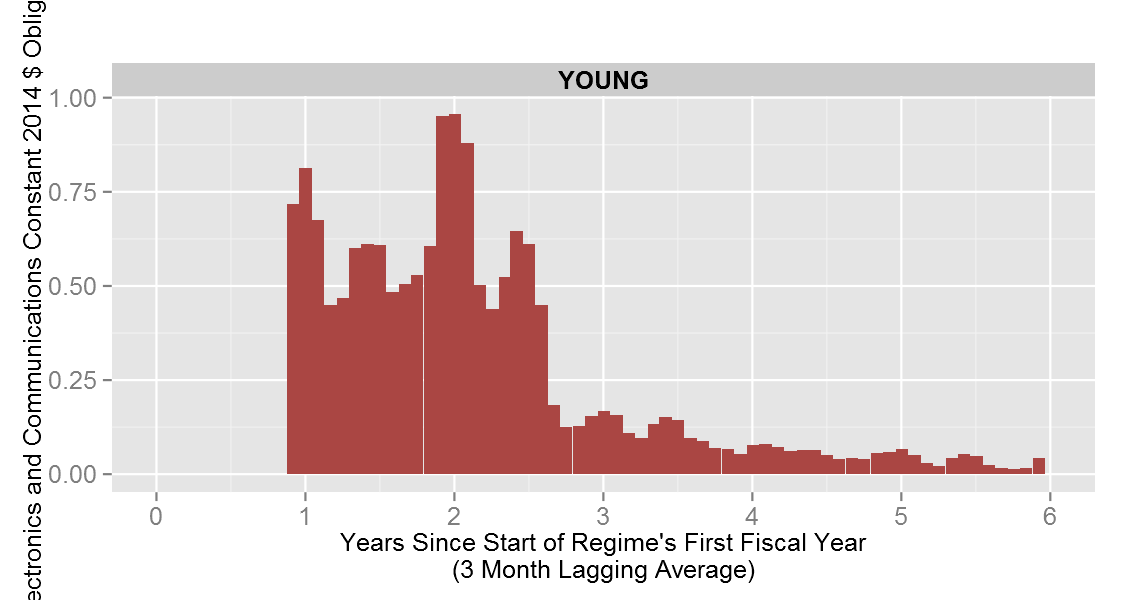 YOUNG
ectronics and Communications Constant 2014 $ Oblig
1.00
0.75
0.50
0.25
0.00
0 1 2 3 4 5 6
Years Since Start of Regime's First Fiscal Year
(3 Month Lagging Average)